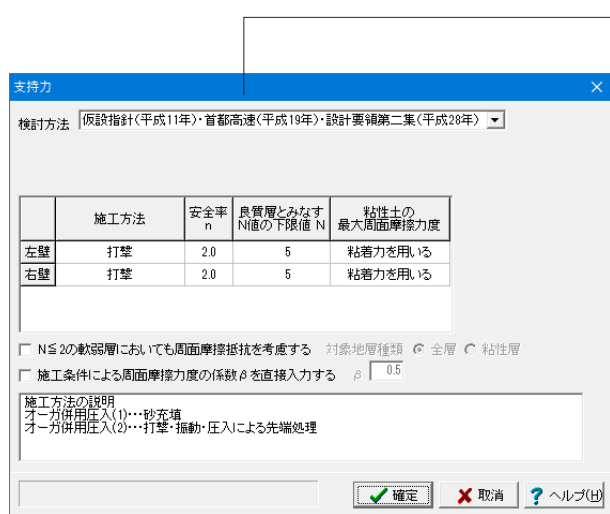 支持力
検討方法 仮設指針(平成11年)・首都高速(平成19年)・設計要領第二集(平成28年)
施工方法 安全率 n 良質層とみなす N値の下限値 N 粘性土の 最大周面摩擦力度
左壁 打撃 2.0 5 粘着力を用いる
右壁 打撃 2.0 5 粘着力を用いる
N≦2の軟弱層においても周面摩擦抵抗を考慮する 対象地層種類 全層 粘性層
施工条件による周面摩擦力度の係数βを直接入力する β 0.5
施工方法の説明
オーガ併用圧入(1)・・・砂充填
オーガ併用圧入(2)・・・打撃・振動・圧入による先端処理
確定 取消 ヘルプ(H)